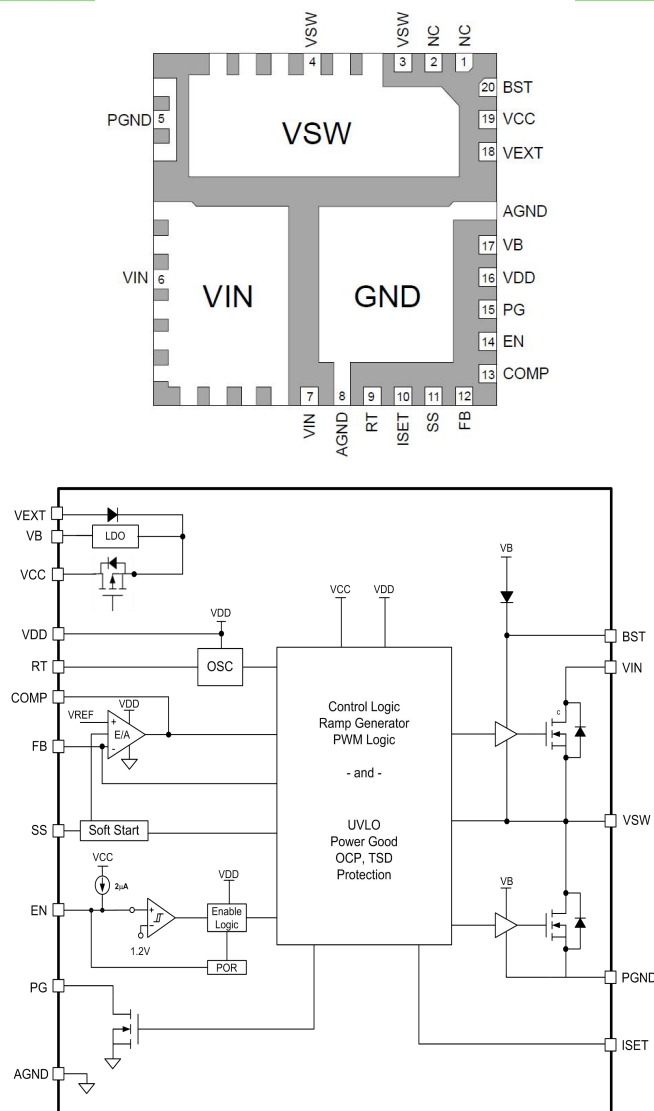 VSW
VSW
NC
NC
4
3
2
1
20 BST
PGND 5
19 VCC
VSW
18 VEXT
AGND
17 VB
VIN 6
16 VDD
VIN
GND
15 PG
14 EN
13 COMP
7
8
9
10
11
12
VIN
AGND
RT
ISET
SS
FB
VEXT
VB
LDO
VB
VCC
VCC
VDD
VDD
VDD
BST
RT
OSC
VIN
COMP
Control Logic
Ramp Generator
PWM Logic
- and -
UVLO
Power Good
OCP, TSD
Protection
VDD
VREF
+
E/A
-
FB
c
SS
Soft Start
VSW
VCC
2µA
VDD
VB
EN
+
-
Enable
Logic
1.2V
POR
PG
PGND
ISET
AGND